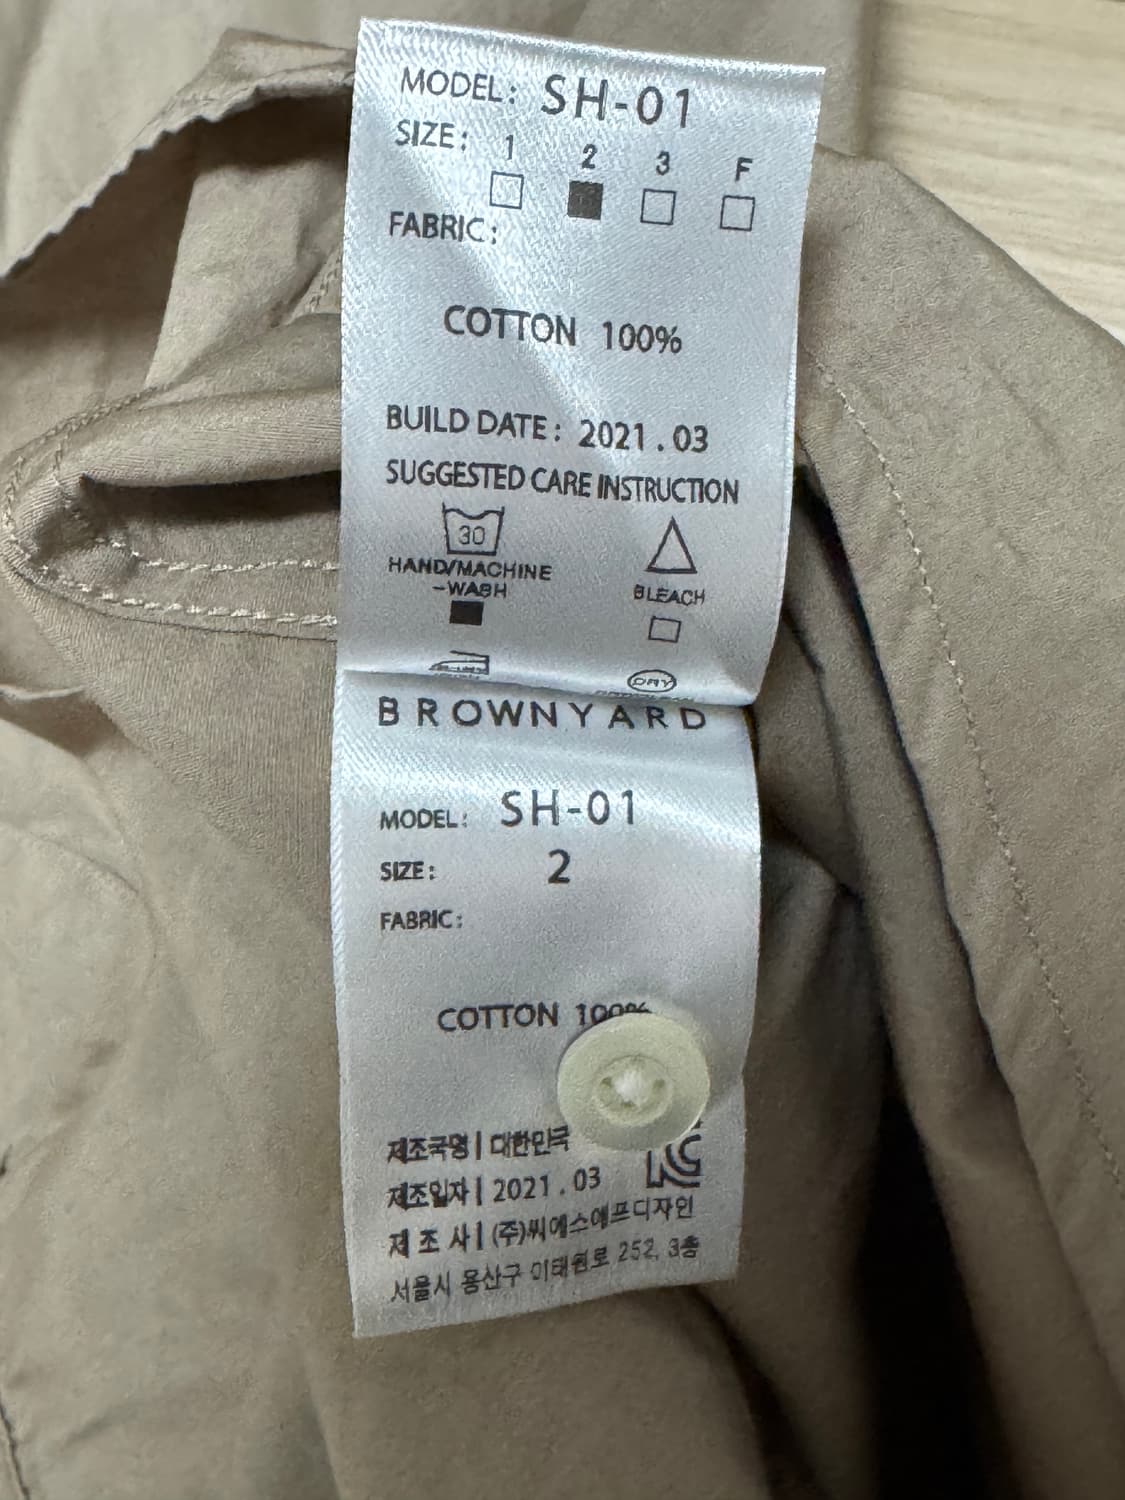 MODEL: SH-01
SIZE: 1 2 3 F
FABRIC:
COTTON 100%
BUILD DATE: 2021.03
SUGGESTED CARE INSTRUCTION
30
HAND/MACHINE
-WASH
BLEACH
DRY
BROWNYARD
MODEL: SH-01
SIZE: 2
FABRIC:
COTTON 100%
제조국명 | 대한민국
제조일자 | 2021.03
제 조 사 | (주)씨에스에프디자인
서울시 용산구 이태원로 252, 3층